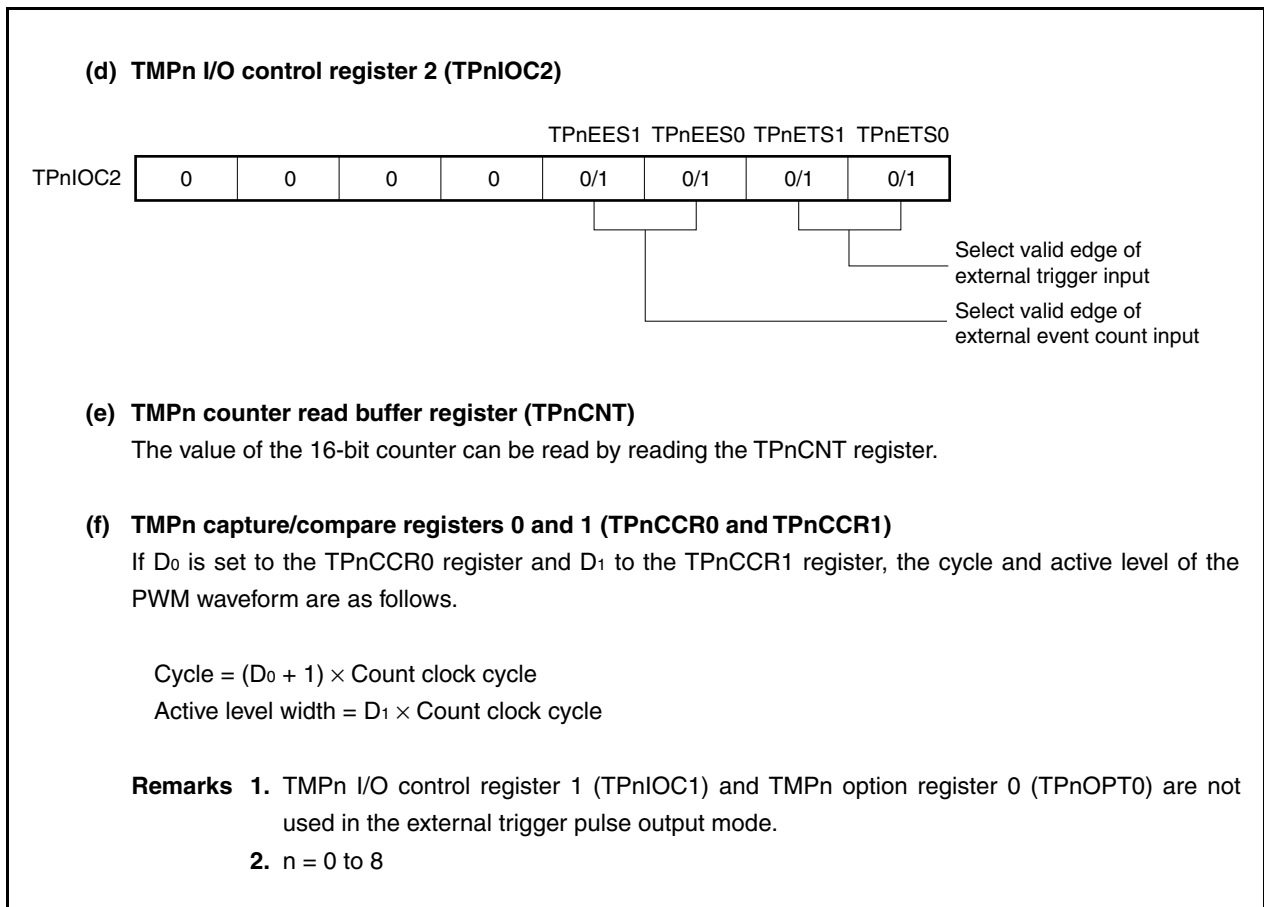 (d) TMPn I/O control register 2 (TPnIOC2)
TPnEES1 TPnEES0 TPnETS1 TPnETS0
TPnIOC2 0 0 0 0 0/1 0/1 0/1 0/1
Select valid edge of
external trigger input
Select valid edge of
external event count input
(e) TMPn counter read buffer register (TPnCNT)
The value of the 16-bit counter can be read by reading the TPnCNT register.
(f) TMPn capture/compare registers 0 and 1 (TPnCCR0 and TPnCCR1)
If D0 is set to the TPnCCR0 register and D1 to the TPnCCR1 register, the cycle and active level of the
PWM waveform are as follows.
Cycle = (D0 + 1) × Count clock cycle
Active level width = D1 × Count clock cycle
Remarks 1. TMPn I/O control register 1 (TPnIOC1) and TMPn option register 0 (TPnOPT0) are not
used in the external trigger pulse output mode.
2. n = 0 to 8